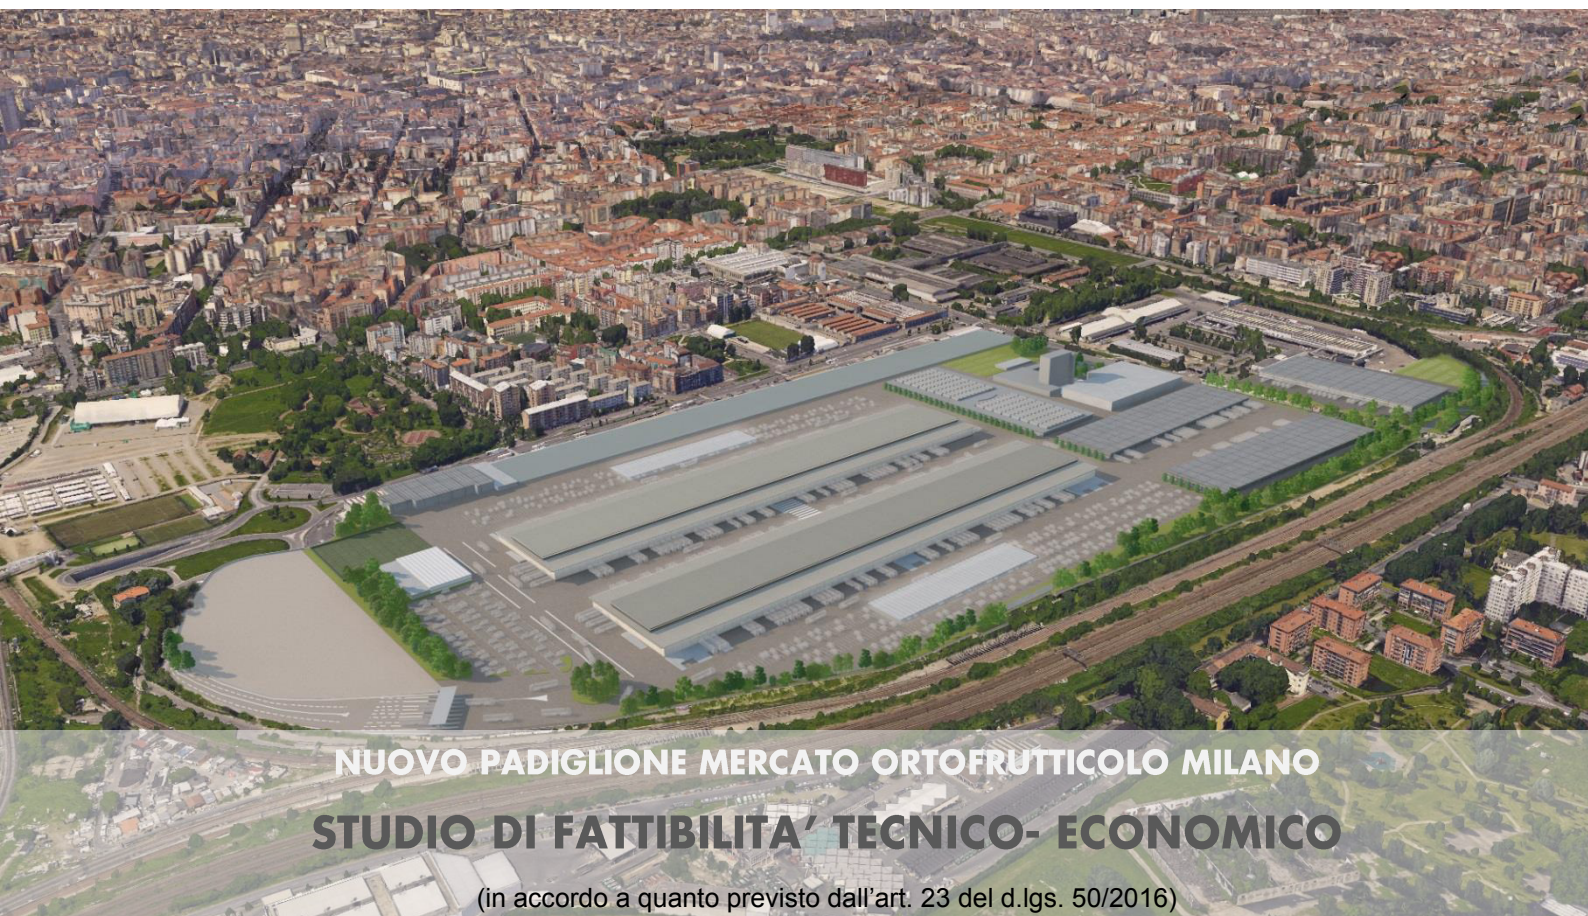 NUOVO PADIGLIONE MERCATO ORTOFRUTTICOLO MILANO
STUDIO DI FATTIBILITA’ TECNICO- ECONOMICO
(in accordo a quanto previsto dall’art. 23 del d.lgs. 50/2016)